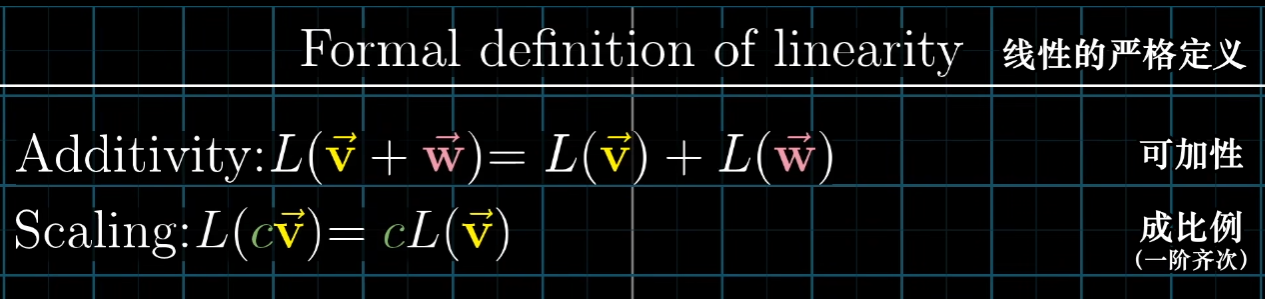 Formal definition of linearity 线性的严格定义
Additivity: L(v⃗ + w⃗) = L(v⃗) + L(w⃗) 可加性
Scaling: L(cv⃗) = cL(v⃗) 成比例
(一阶齐次)